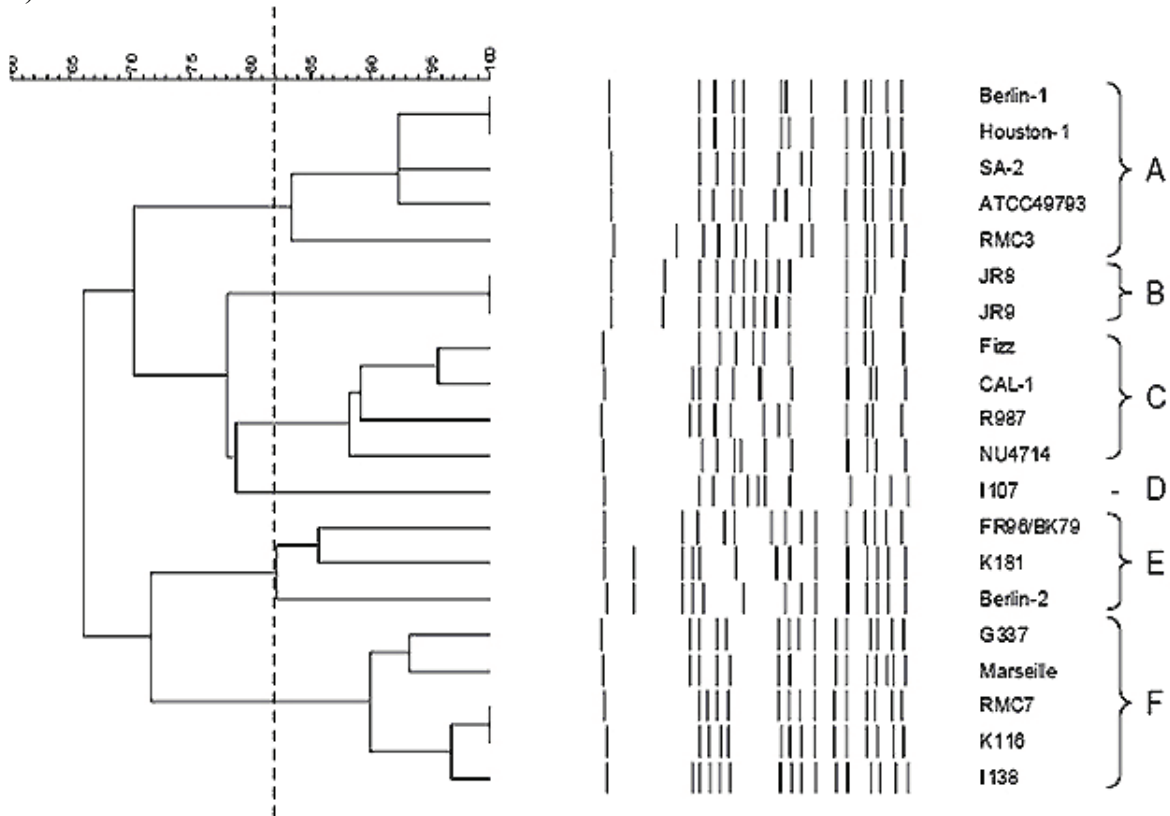 60 65 70 75 80 85 90 95 100
Berlin-1
Houston-1
SA-2
A
ATCC49793
RMC3
JR8
B
JR9
Fizz
CAL-1
C
R987
NU4714
I107 - D
FR96/BK79
K181
E
Berlin-2
G337
Marseille
RMC7
F
K116
I138